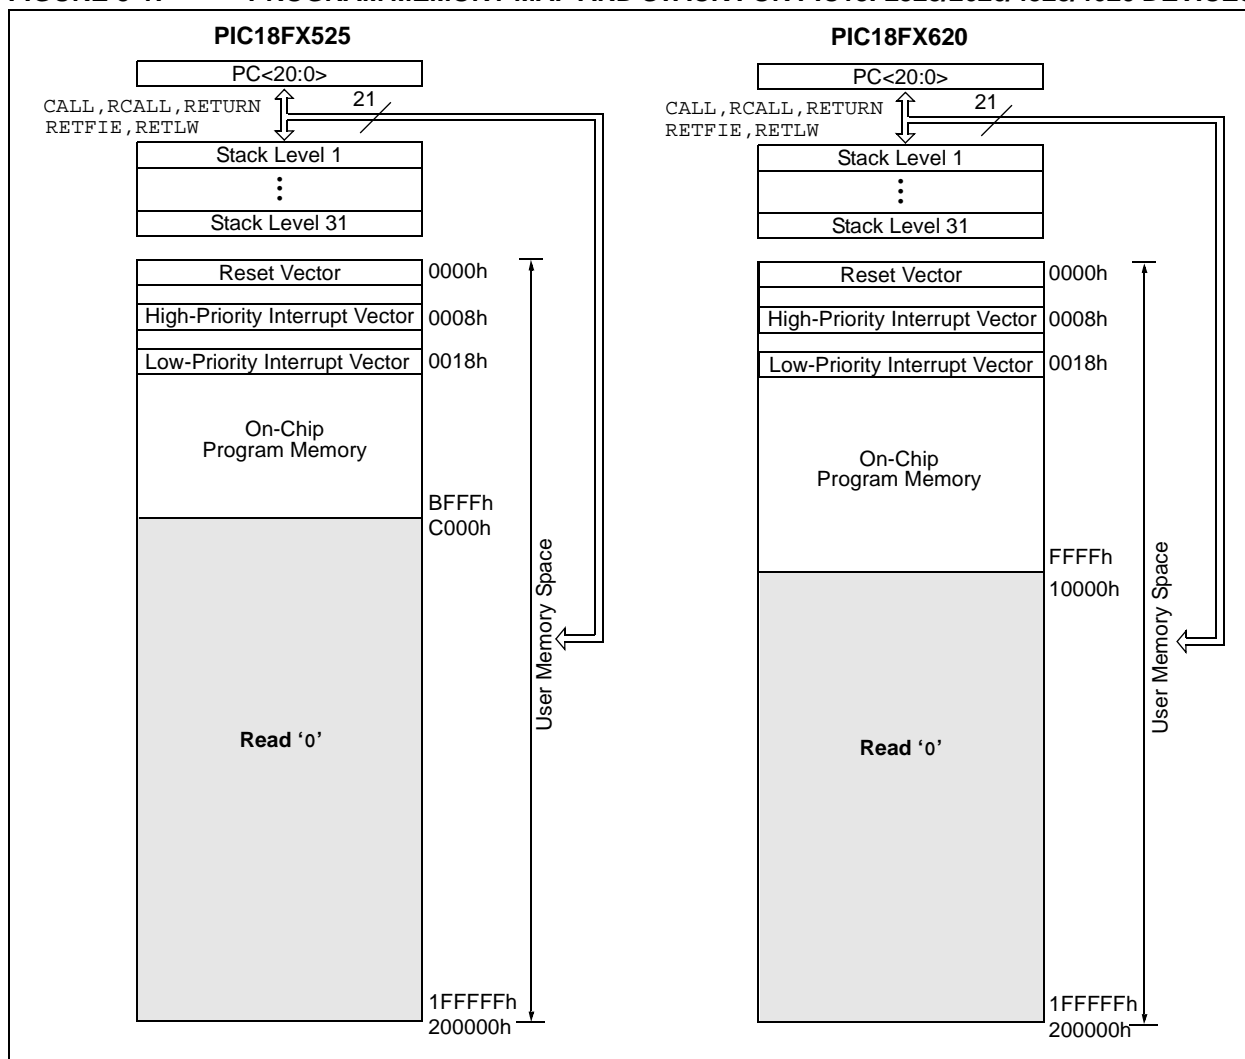 PIC18FX525
PC<20:0>
CALL,RCALL,RETURN
RETFIE,RETLW
21
Stack Level 1
Stack Level 31
Reset Vector
0000h
High-Priority Interrupt Vector
0008h
Low-Priority Interrupt Vector
0018h
On-Chip
Program Memory
BFFFh
C000h
Read ‘0’
User Memory Space
1FFFFFh
200000h
PIC18FX620
PC<20:0>
CALL,RCALL,RETURN
RETFIE,RETLW
21
Stack Level 1
Stack Level 31
Reset Vector
0000h
High-Priority Interrupt Vector
0008h
Low-Priority Interrupt Vector
0018h
On-Chip
Program Memory
FFFFh
10000h
Read ‘0’
User Memory Space
1FFFFFh
200000h